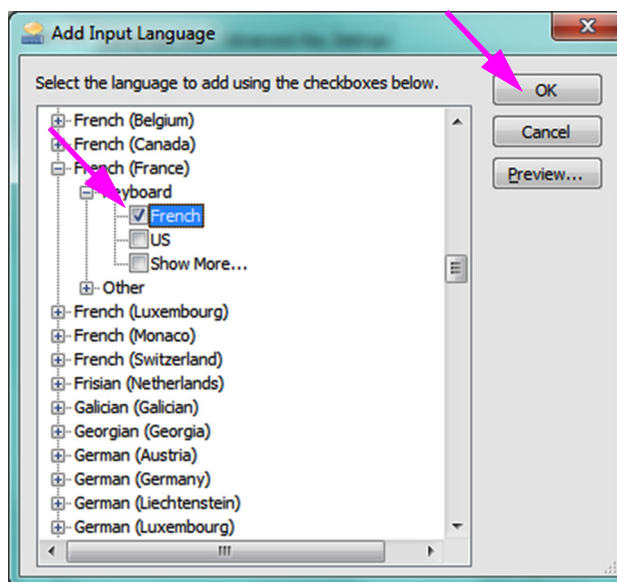 Add Input Language
Select the language to add using the checkboxes below.
OK
Cancel
Preview...
French (Belgium)
French (Canada)
French (France)
Keyboard
French
US
Show More...
Other
French (Luxembourg)
French (Monaco)
French (Switzerland)
Frisian (Netherlands)
Galician (Galician)
Georgian (Georgia)
German (Austria)
German (Germany)
German (Liechtenstein)
German (Luxembourg)